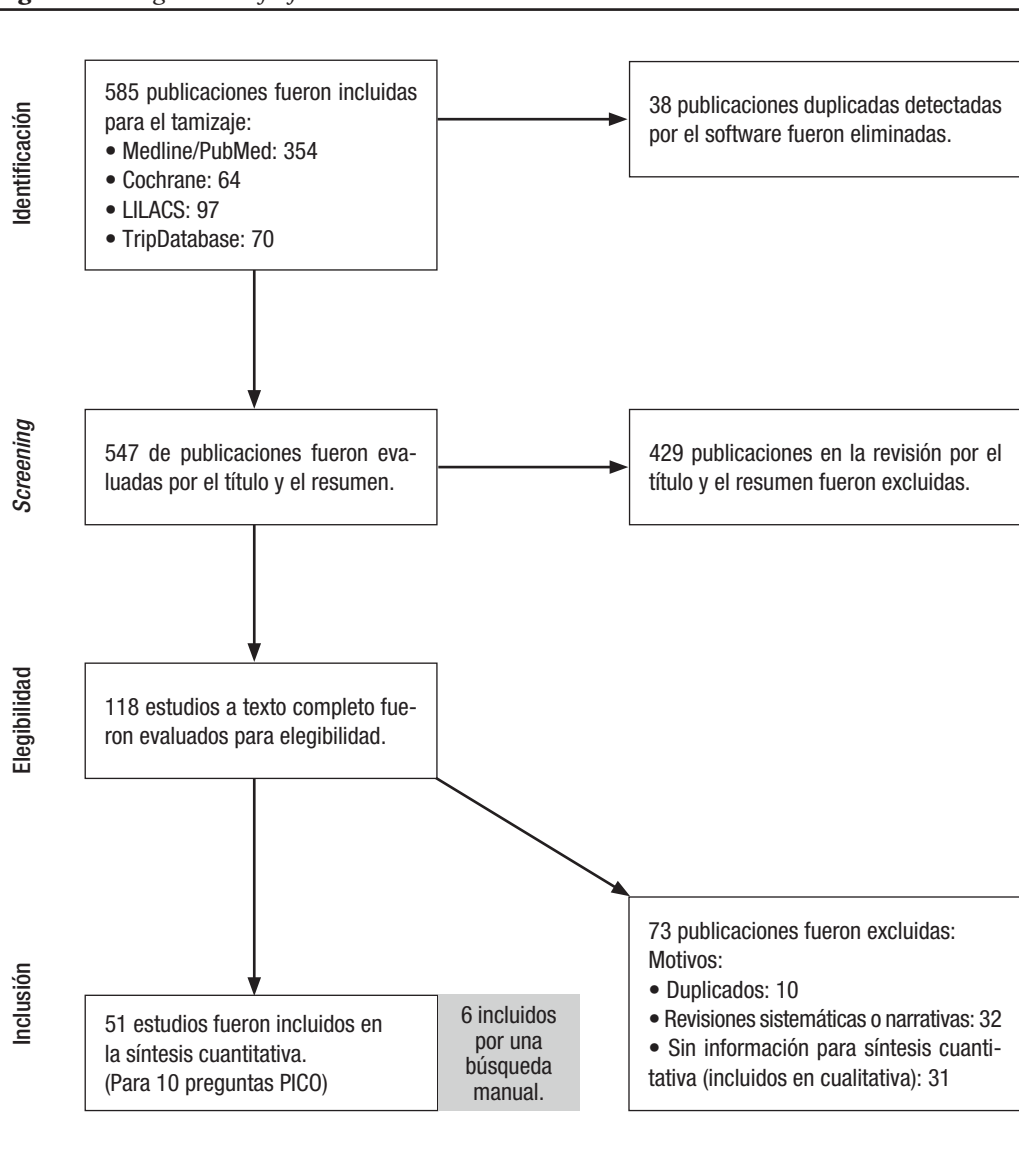 Identificación
585 publicaciones fueron incluidas
para el tamizaje:
• Medline/PubMed: 354
• Cochrane: 64
• LILACS: 97
• TripDatabase: 70
38 publicaciones duplicadas detectadas
por el software fueron eliminadas.
Screening
547 de publicaciones fueron eva-
luadas por el título y el resumen.
429 publicaciones en la revisión por el
título y el resumen fueron excluidas.
Elegibilidad
118 estudios a texto completo fue-
ron evaluados para elegibilidad.
Inclusión
51 estudios fueron incluidos en
la síntesis cuantitativa.
(Para 10 preguntas PICO)
6 incluidos
por una
búsqueda
manual.
73 publicaciones fueron excluidas:
Motivos:
• Duplicados: 10
• Revisiones sistemáticas o narrativas: 32
• Sin información para síntesis cuanti-
tativa (incluidos en cualitativa): 31